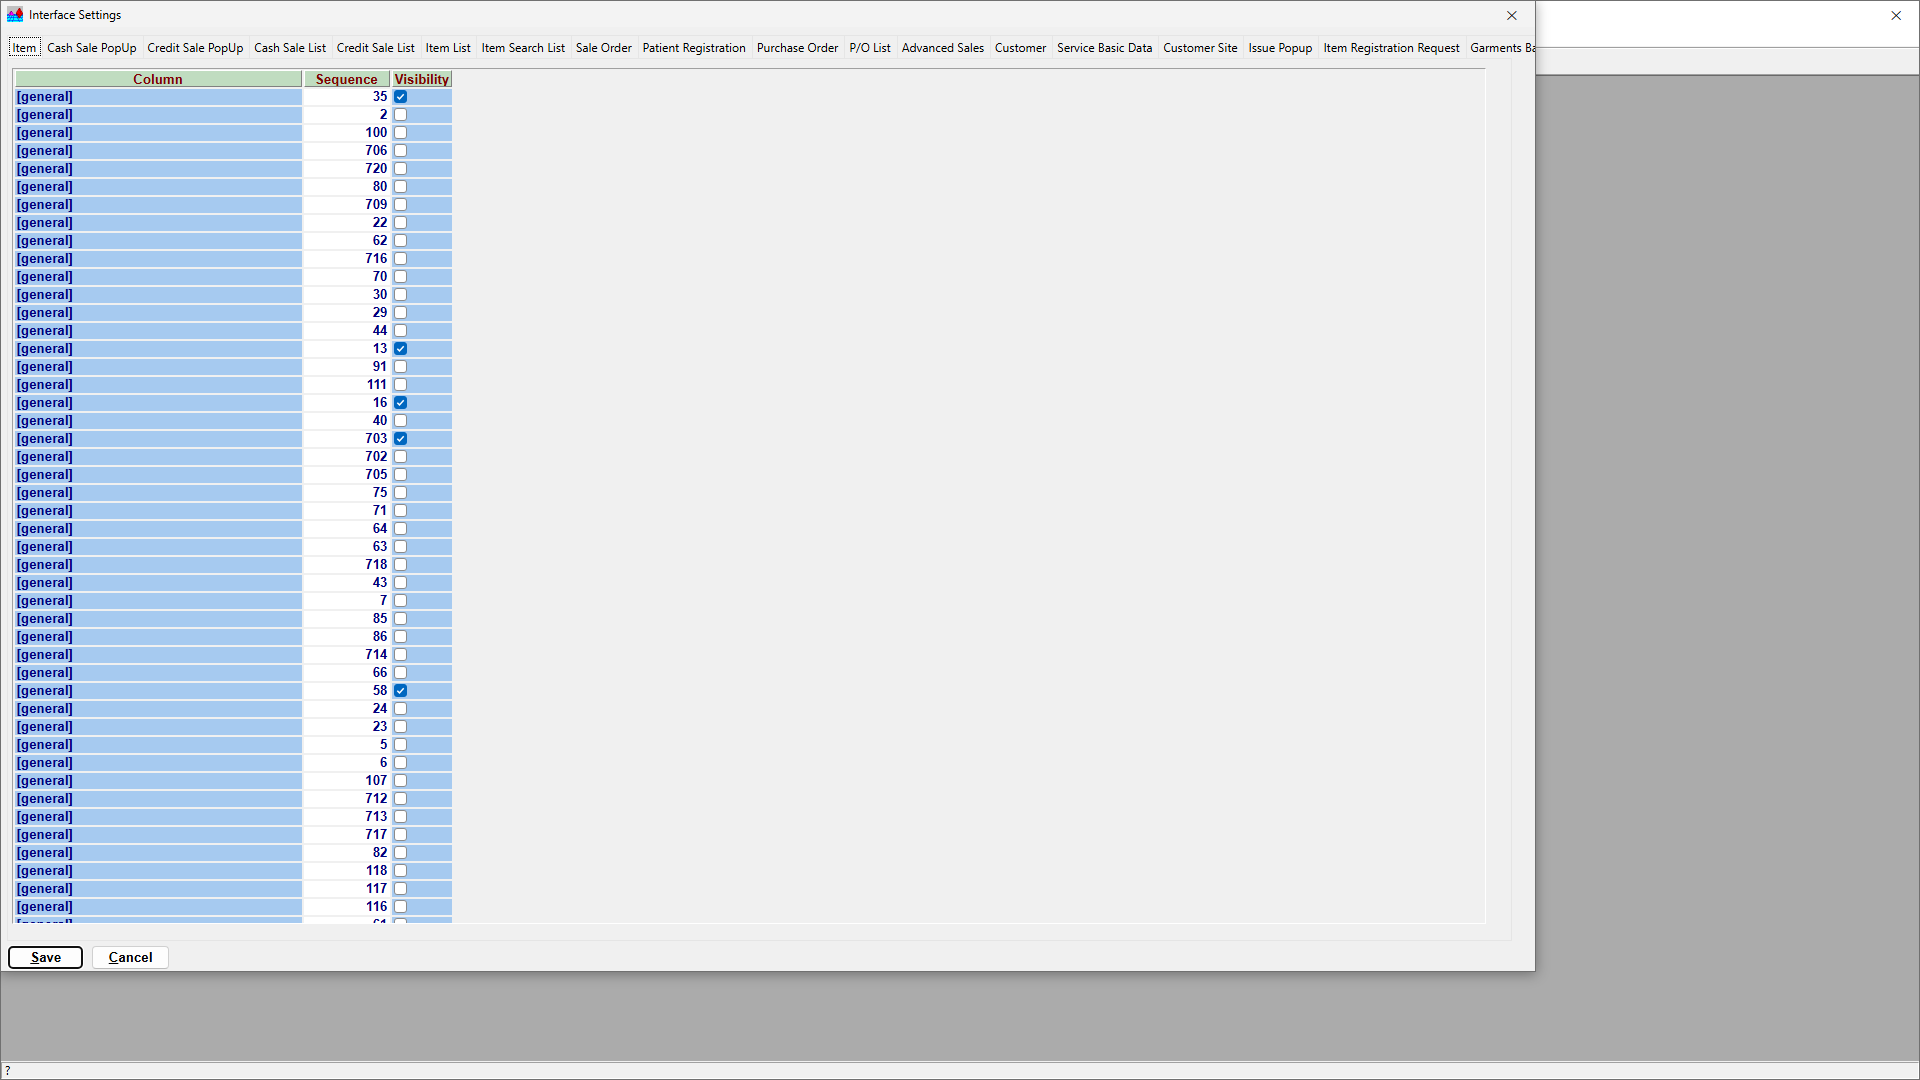 Interface Settings
Item Cash Sale PopUp Credit Sale PopUp Cash Sale List Credit Sale List Item List Item Search List Sale Order Patient Registration Purchase Order P/O List Advanced Sales Customer Service Basic Data Customer Site Issue Popup Item Registration Request Garments Ba
Column Sequence Visibility
[general] 35
[general] 2
[general] 100
[general] 706
[general] 720
[general] 80
[general] 709
[general] 22
[general] 62
[general] 716
[general] 70
[general] 30
[general] 29
[general] 44
[general] 13
[general] 91
[general] 111
[general] 16
[general] 40
[general] 703
[general] 702
[general] 705
[general] 75
[general] 71
[general] 64
[general] 63
[general] 718
[general] 43
[general] 7
[general] 85
[general] 86
[general] 714
[general] 66
[general] 58
[general] 24
[general] 23
[general] 5
[general] 6
[general] 107
[general] 712
[general] 713
[general] 717
[general] 82
[general] 118
[general] 117
[general] 116
[general] 61
Save Cancel
?